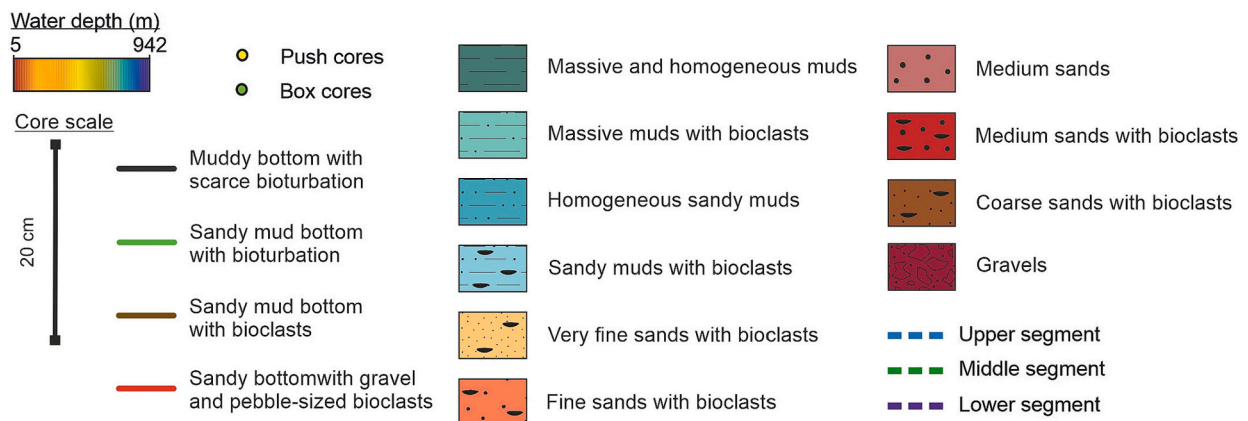 Water depth (m)
5 942
Push cores
Box cores
Core scale
20 cm
Muddy bottom with
scarce bioturbation
Sandy mud bottom
with bioturbation
Sandy mud bottom
with bioclasts
Sandy bottomwith gravel
and pebble-sized bioclasts
Massive and homogeneous muds
Massive muds with bioclasts
Homogeneous sandy muds
Sandy muds with bioclasts
Very fine sands with bioclasts
Fine sands with bioclasts
Medium sands
Medium sands with bioclasts
Coarse sands with bioclasts
Gravels
Upper segment
Middle segment
Lower segment